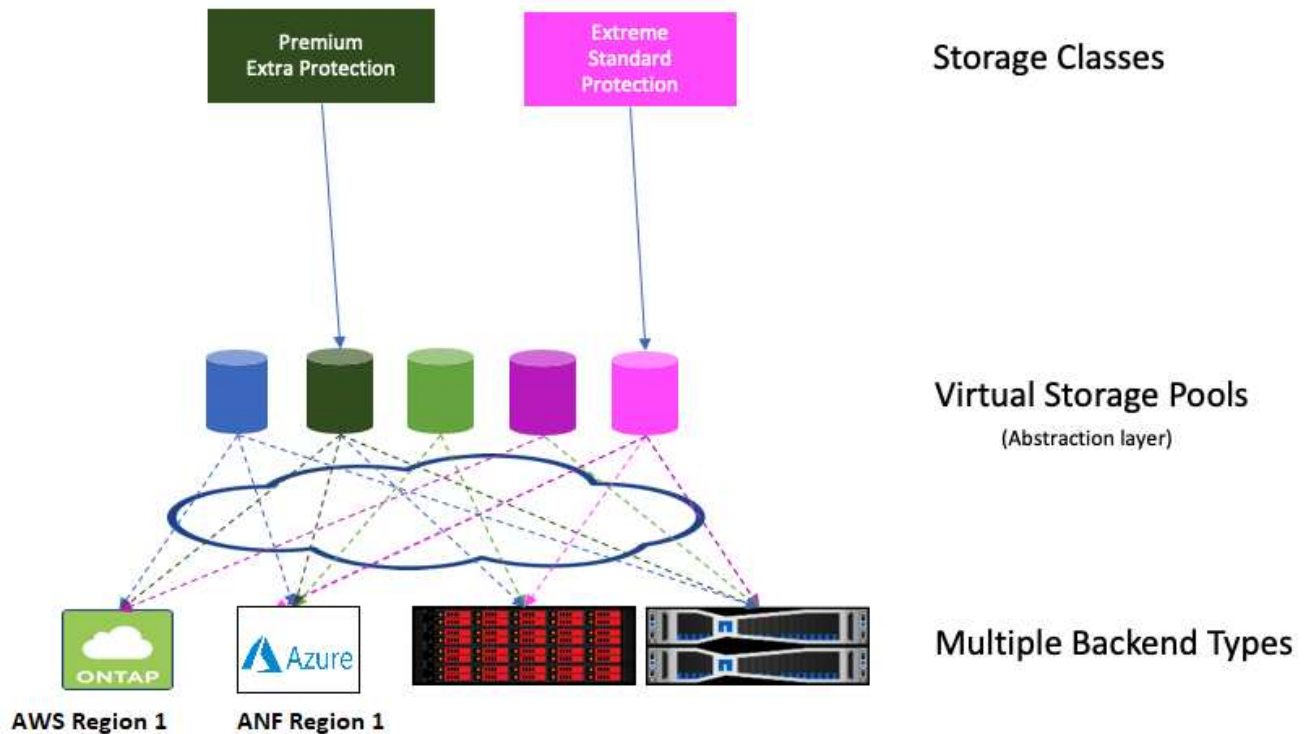 Premium
Extra Protection
Extreme
Standard
Protection
Storage Classes
Virtual Storage Pools
(Abstraction layer)
ONTAP
Azure
Multiple Backend Types
AWS Region 1
ANF Region 1